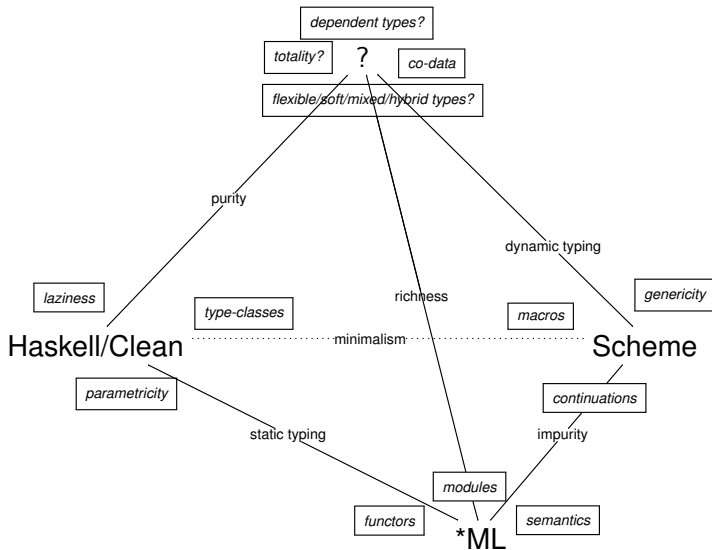 dependent types?
totality?
?
co-data
flexible/soft/mixed/hybrid types?
purity
dynamic typing
laziness
type-classes
richness
macros
genericity
Haskell/Clean
minimalism
Scheme
parametricity
continuations
static typing
impurity
modules
functors
*ML
semantics